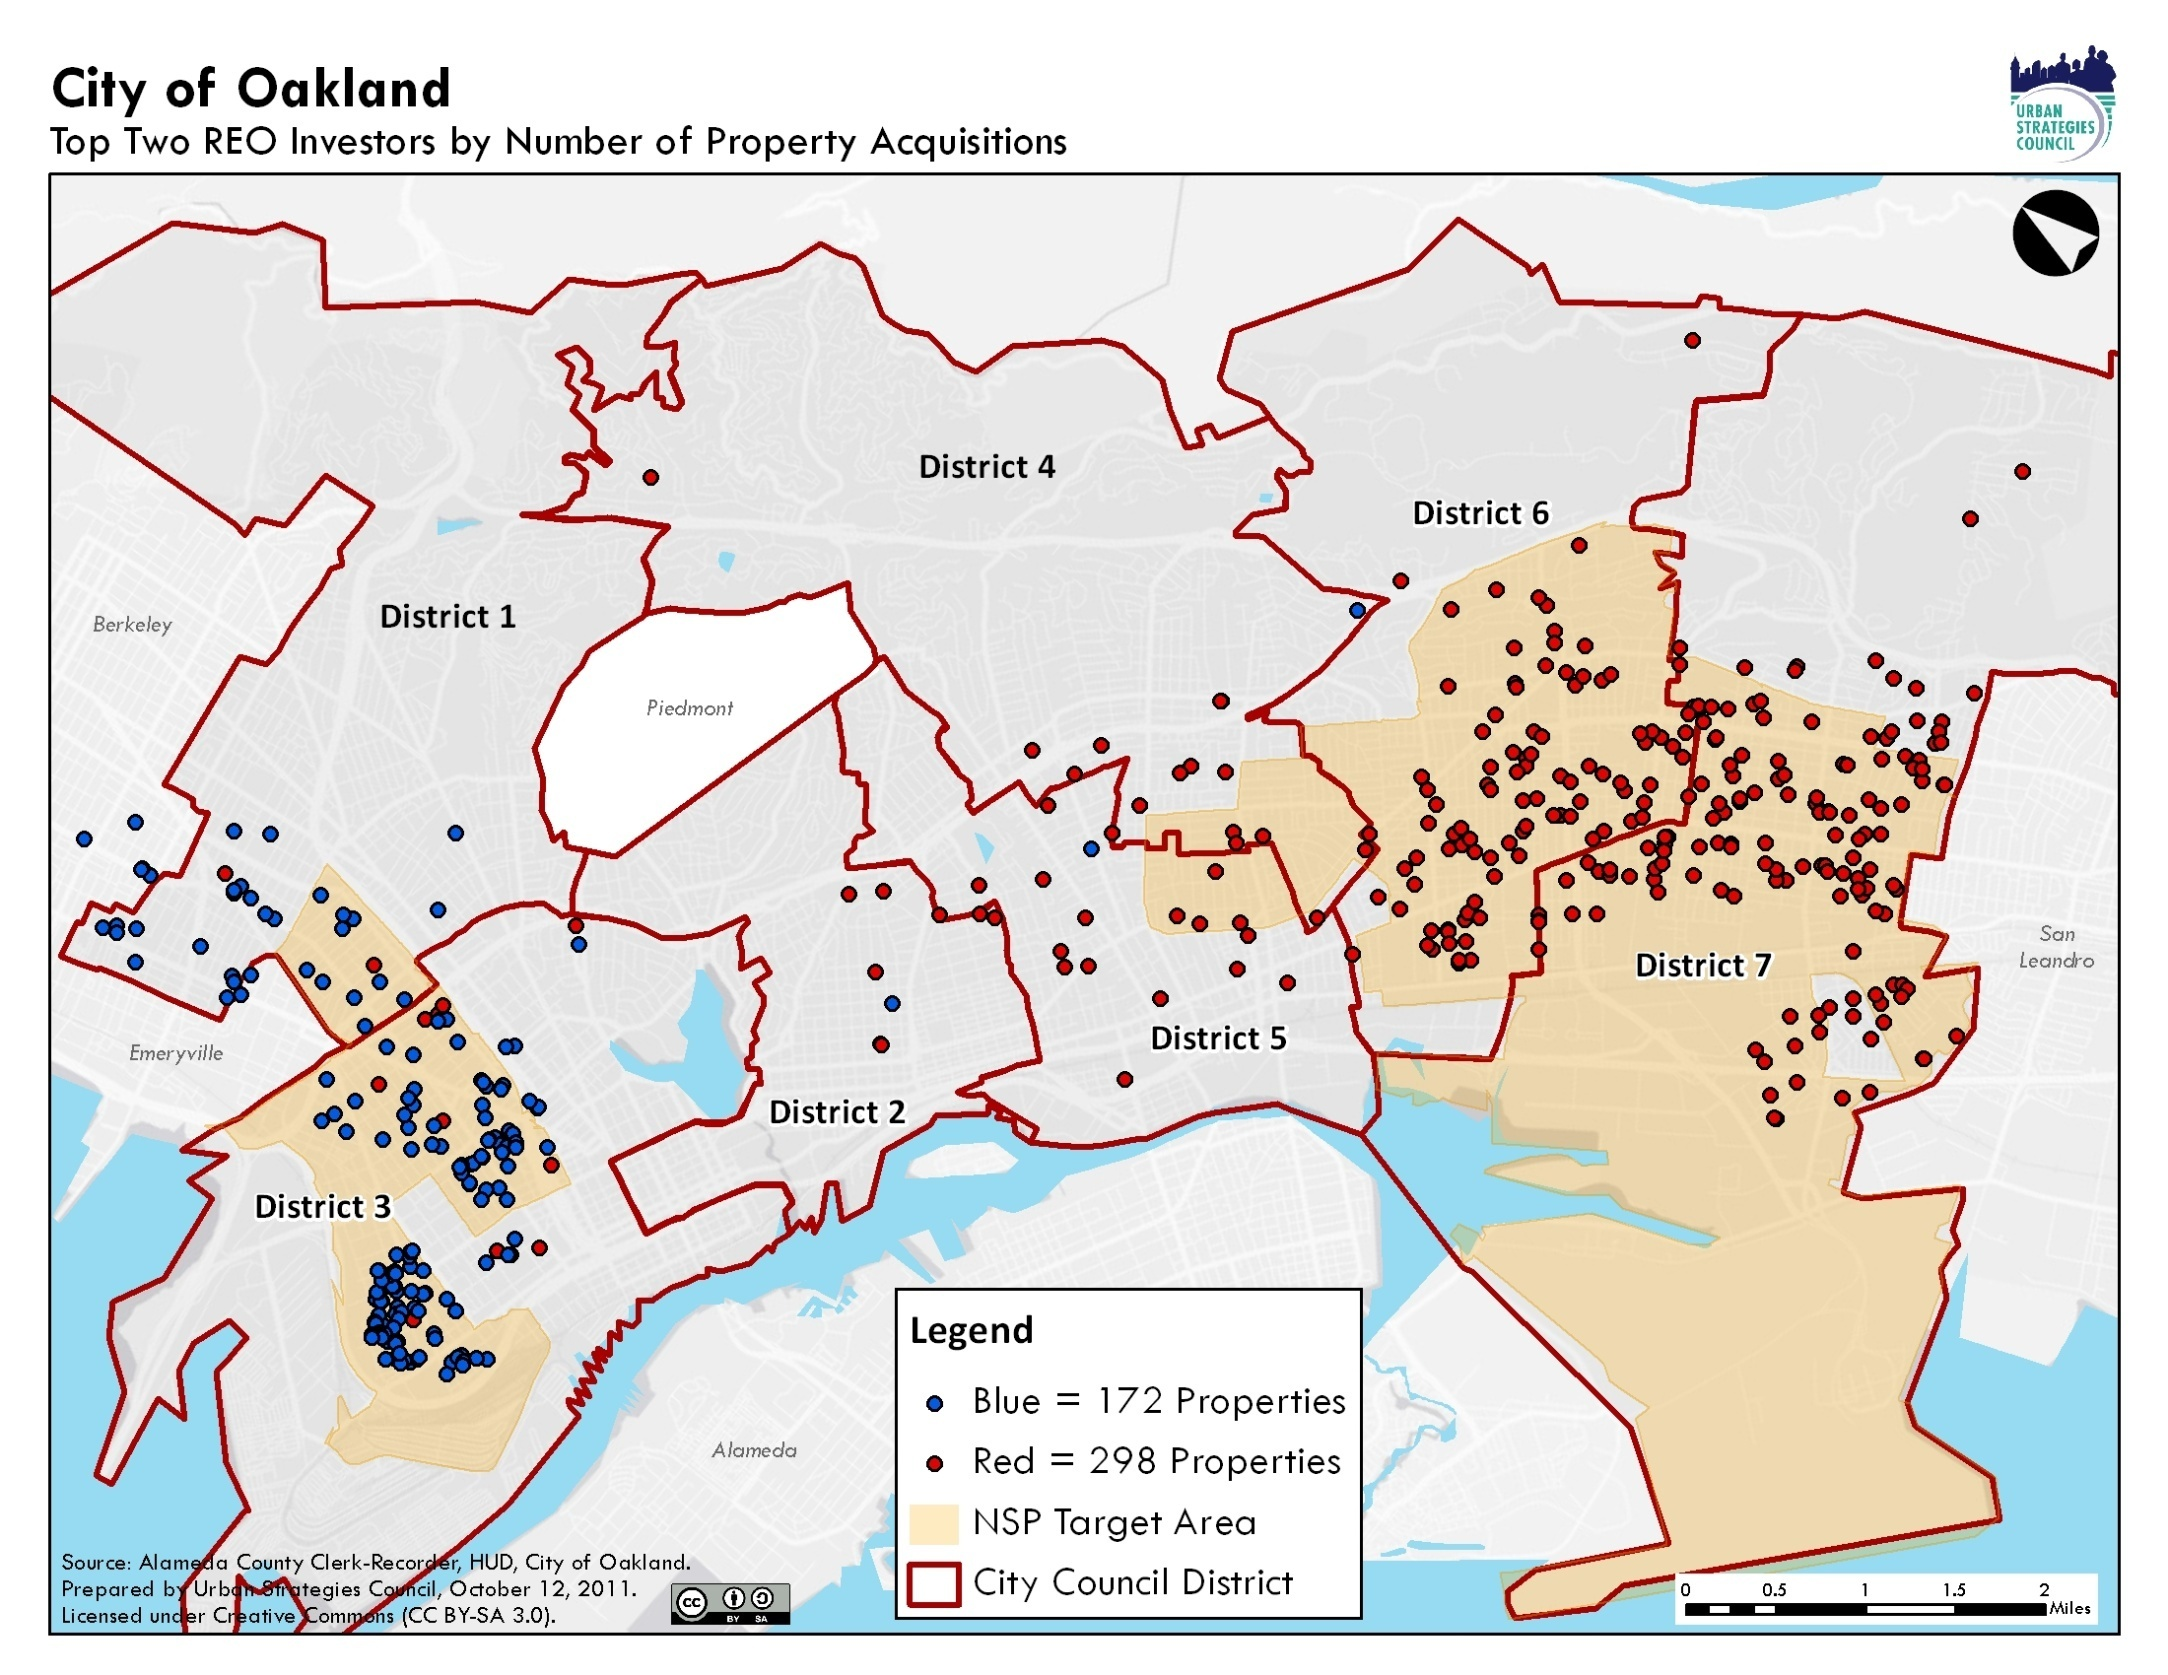 City of Oakland
Top Two REO Investors by Number of Property Acquisitions
URBAN
STRATEGIES
COUNCIL
District 4
District 6
District 1
Berkeley
Piedmont
San
Leandro
District 7
District 5
Emeryville
District 2
District 3
Alameda
Legend
Blue = 172 Properties
Red = 298 Properties
NSP Target Area
City Council District
Source: Alameda County Clerk-Recorder, HUD, City of Oakland.
Prepared by Urban Strategies Council, October 12, 2011.
Licensed under Creative Commons (CC BY-SA 3.0).
cc
BY SA
0 0.5 1 1.5 2
Miles